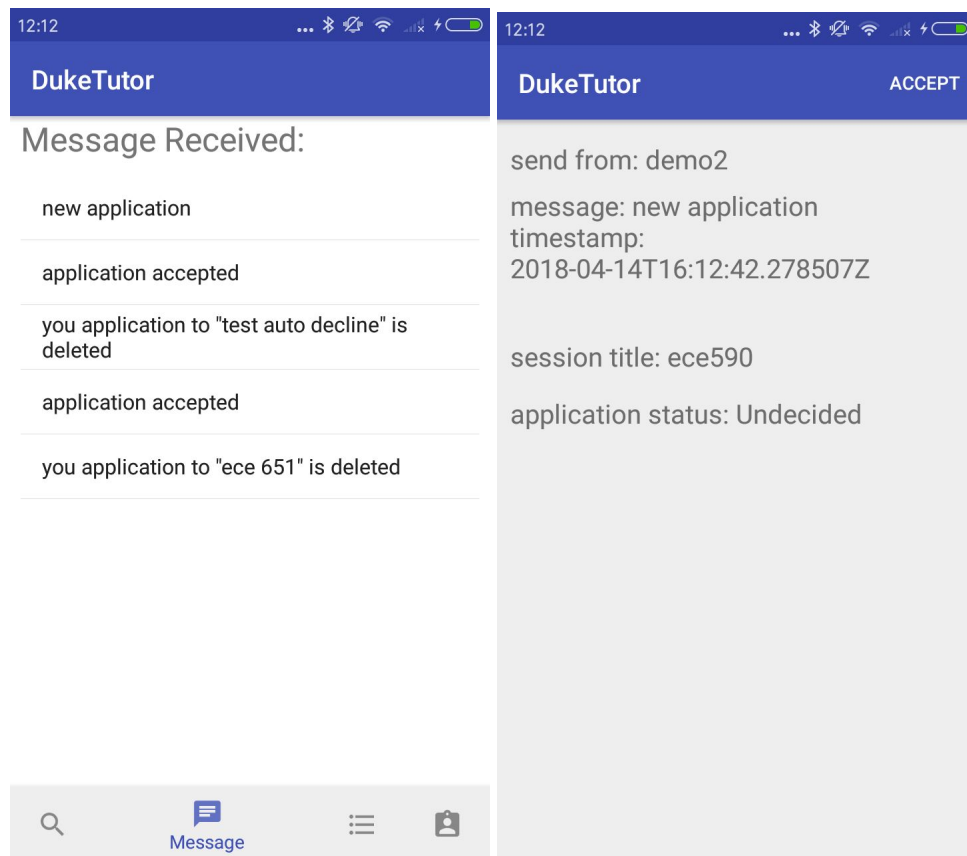 12:12
DukeTutor
Message Received:
new application
application accepted
you application to "test auto decline" is
deleted
application accepted
you application to "ece 651" is deleted
Message
12:12
DukeTutor
ACCEPT
send from: demo2
message: new application
timestamp:
2018-04-14T16:12:42.278507Z
session title: ece590
application status: Undecided